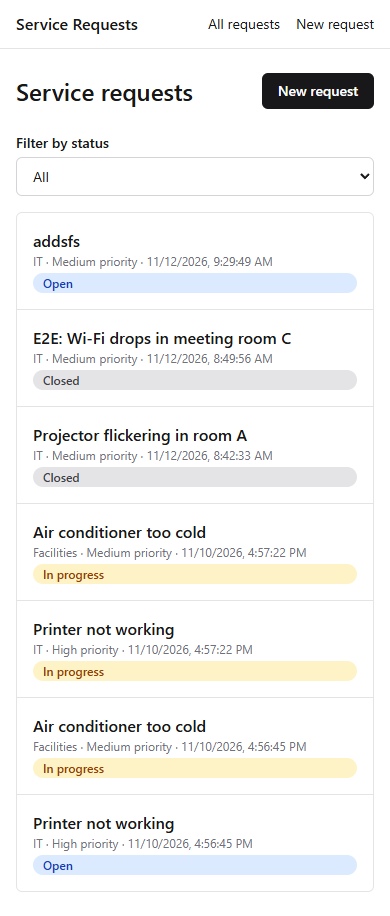 Service Requests All requests New request
Service requests New request
Filter by status
All
addsfs
IT · Medium priority · 11/12/2026, 9:29:49 AM
Open
E2E: Wi-Fi drops in meeting room C
IT · Medium priority · 11/12/2026, 8:49:56 AM
Closed
Projector flickering in room A
IT · Medium priority · 11/12/2026, 8:42:33 AM
Closed
Air conditioner too cold
Facilities · Medium priority · 11/10/2026, 4:57:22 PM
In progress
Printer not working
IT · High priority · 11/10/2026, 4:57:22 PM
In progress
Air conditioner too cold
Facilities · Medium priority · 11/10/2026, 4:56:45 PM
In progress
Printer not working
IT · High priority · 11/10/2026, 4:56:45 PM
Open